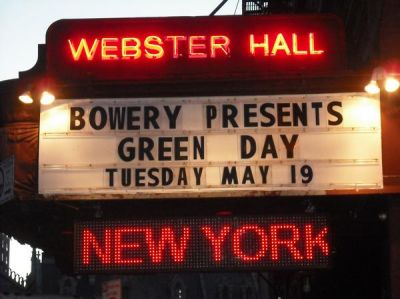 WEBSTER HALL
BOWERY PRESENTS
GREEN DAY
TUESDAY MAY 19
NEW YORK